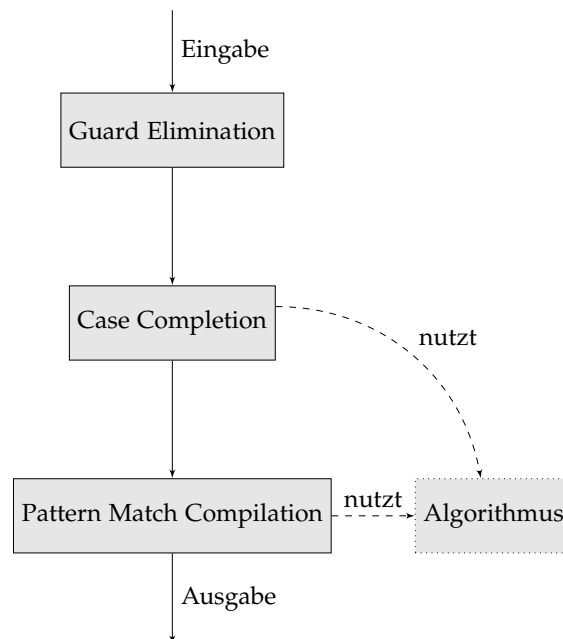 Eingabe
Guard Elimination
Case Completion
nutzt
Pattern Match Compilation
nutzt
Algorithmus
Ausgabe